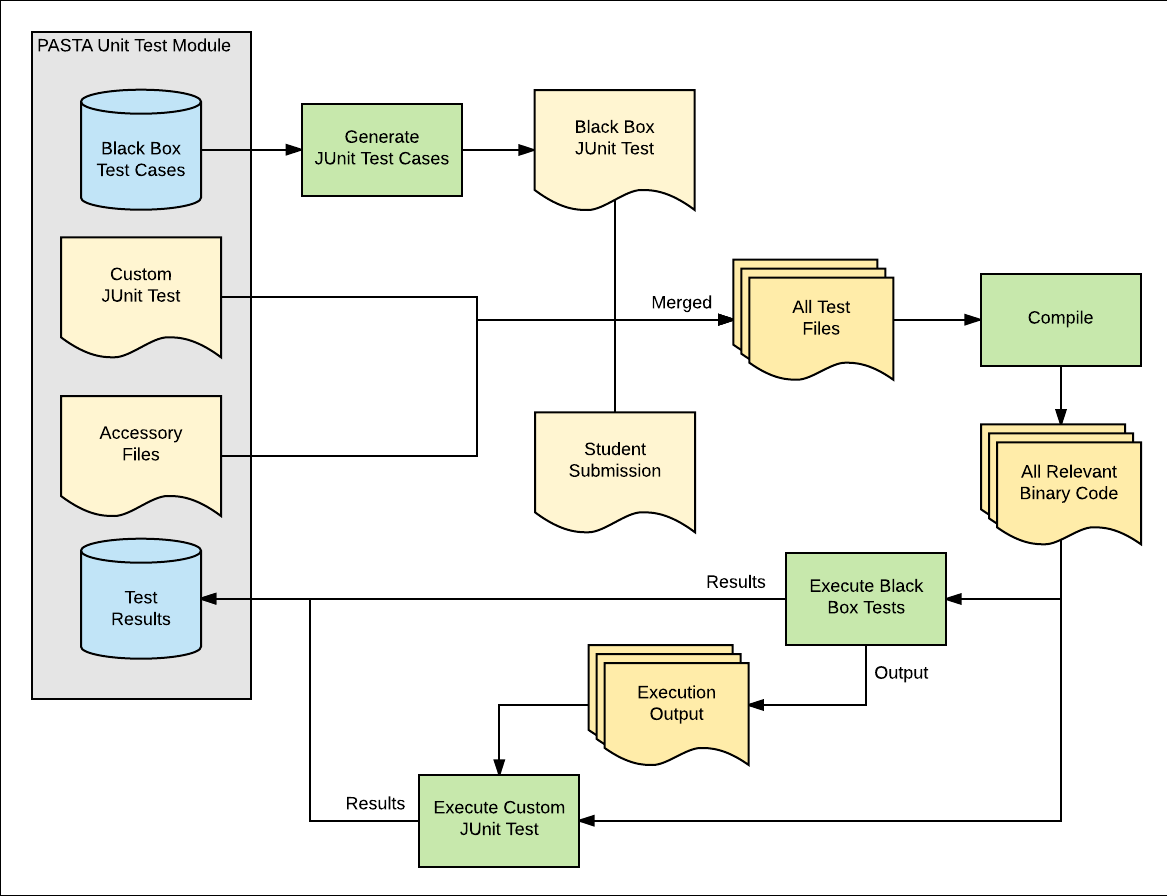 PASTA Unit Test Module
Black Box
Test Cases
Generate
JUnit Test Cases
Black Box
JUnit Test
Custom
JUnit Test
Merged
All Test
Files
Compile
Accessory
Files
Student
Submission
All Relevant
Binary Code
Test
Results
Results
Execute Black
Box Tests
Output
Execution
Output
Results
Execute Custom
JUnit Test